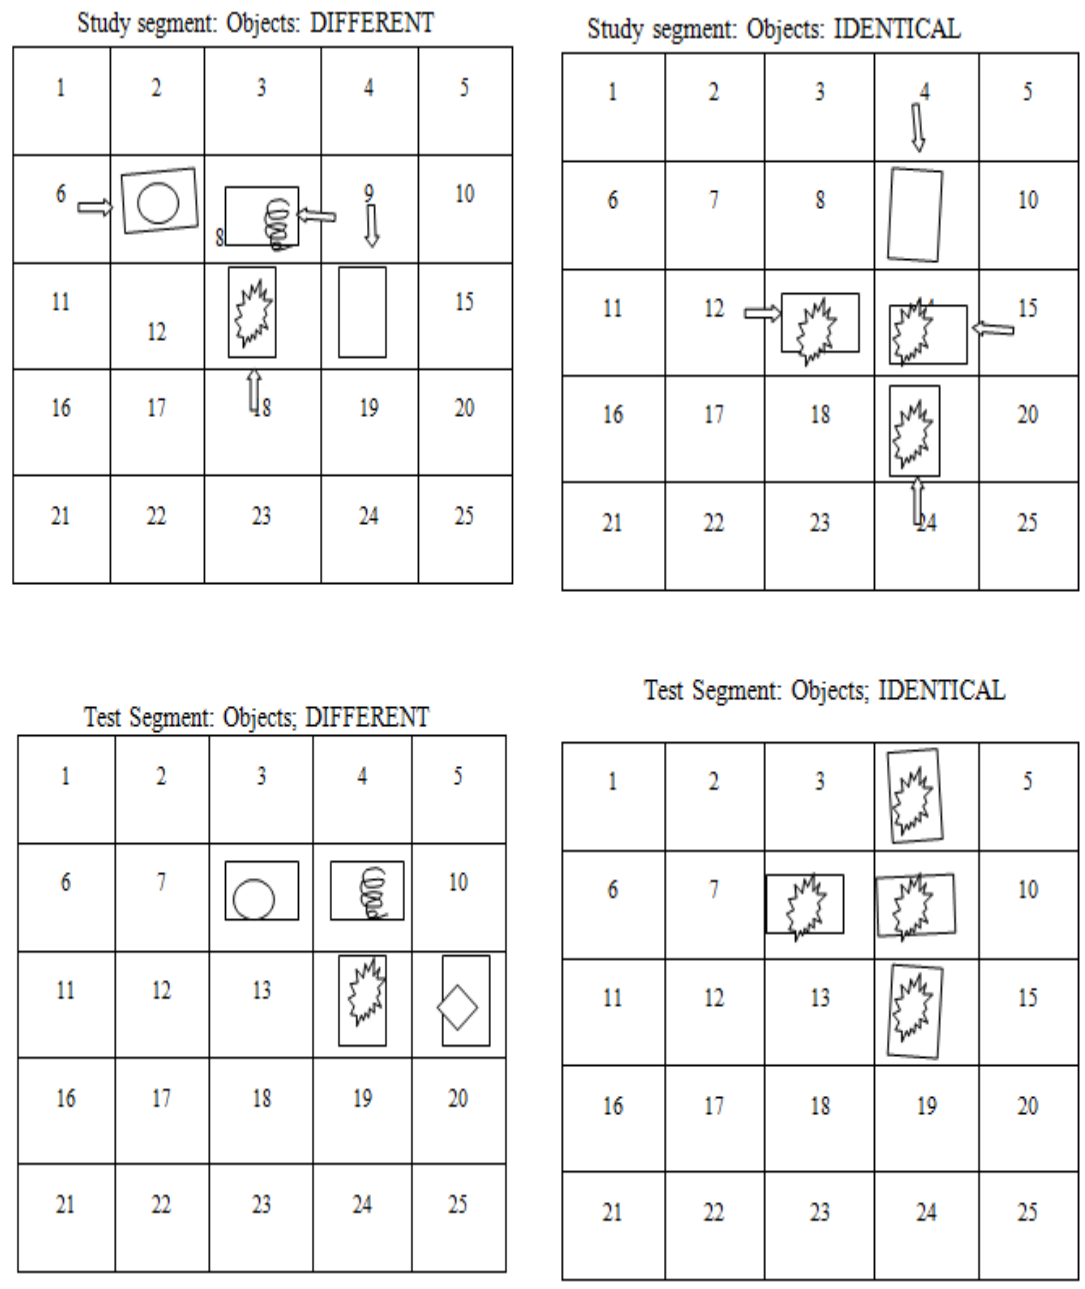 Study segment: Objects: DIFFERENT
1 2 3 4 5
6 9 10
8
11 15
12
18
16 17 19 20
21 22 23 24 25
Study segment: Objects: IDENTICAL
1 2 3 4 5
6 7 8 10
11 12 15
16 17 18 20
21 22 23 24 25
Test Segment: Objects; DIFFERENT
1 2 3 4 5
6 7 10
11 12 13
16 17 18 19 20
21 22 23 24 25
Test Segment: Objects; IDENTICAL
1 2 3 5
6 7 10
11 12 13 15
16 17 18 19 20
21 22 23 24 25